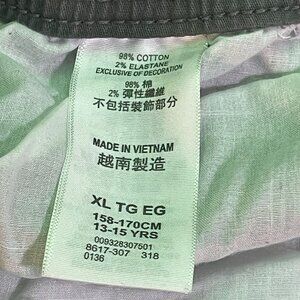 98% COTTON
2% ELASTANE
EXCLUSIVE OF DECORATION
98% 棉
2% 彈性纖維
不包括裝飾部分
MADE IN VIETNAM
越南製造
XL TG EG
158-170CM
13-15 YRS
009328307501
8617-307 318
0136